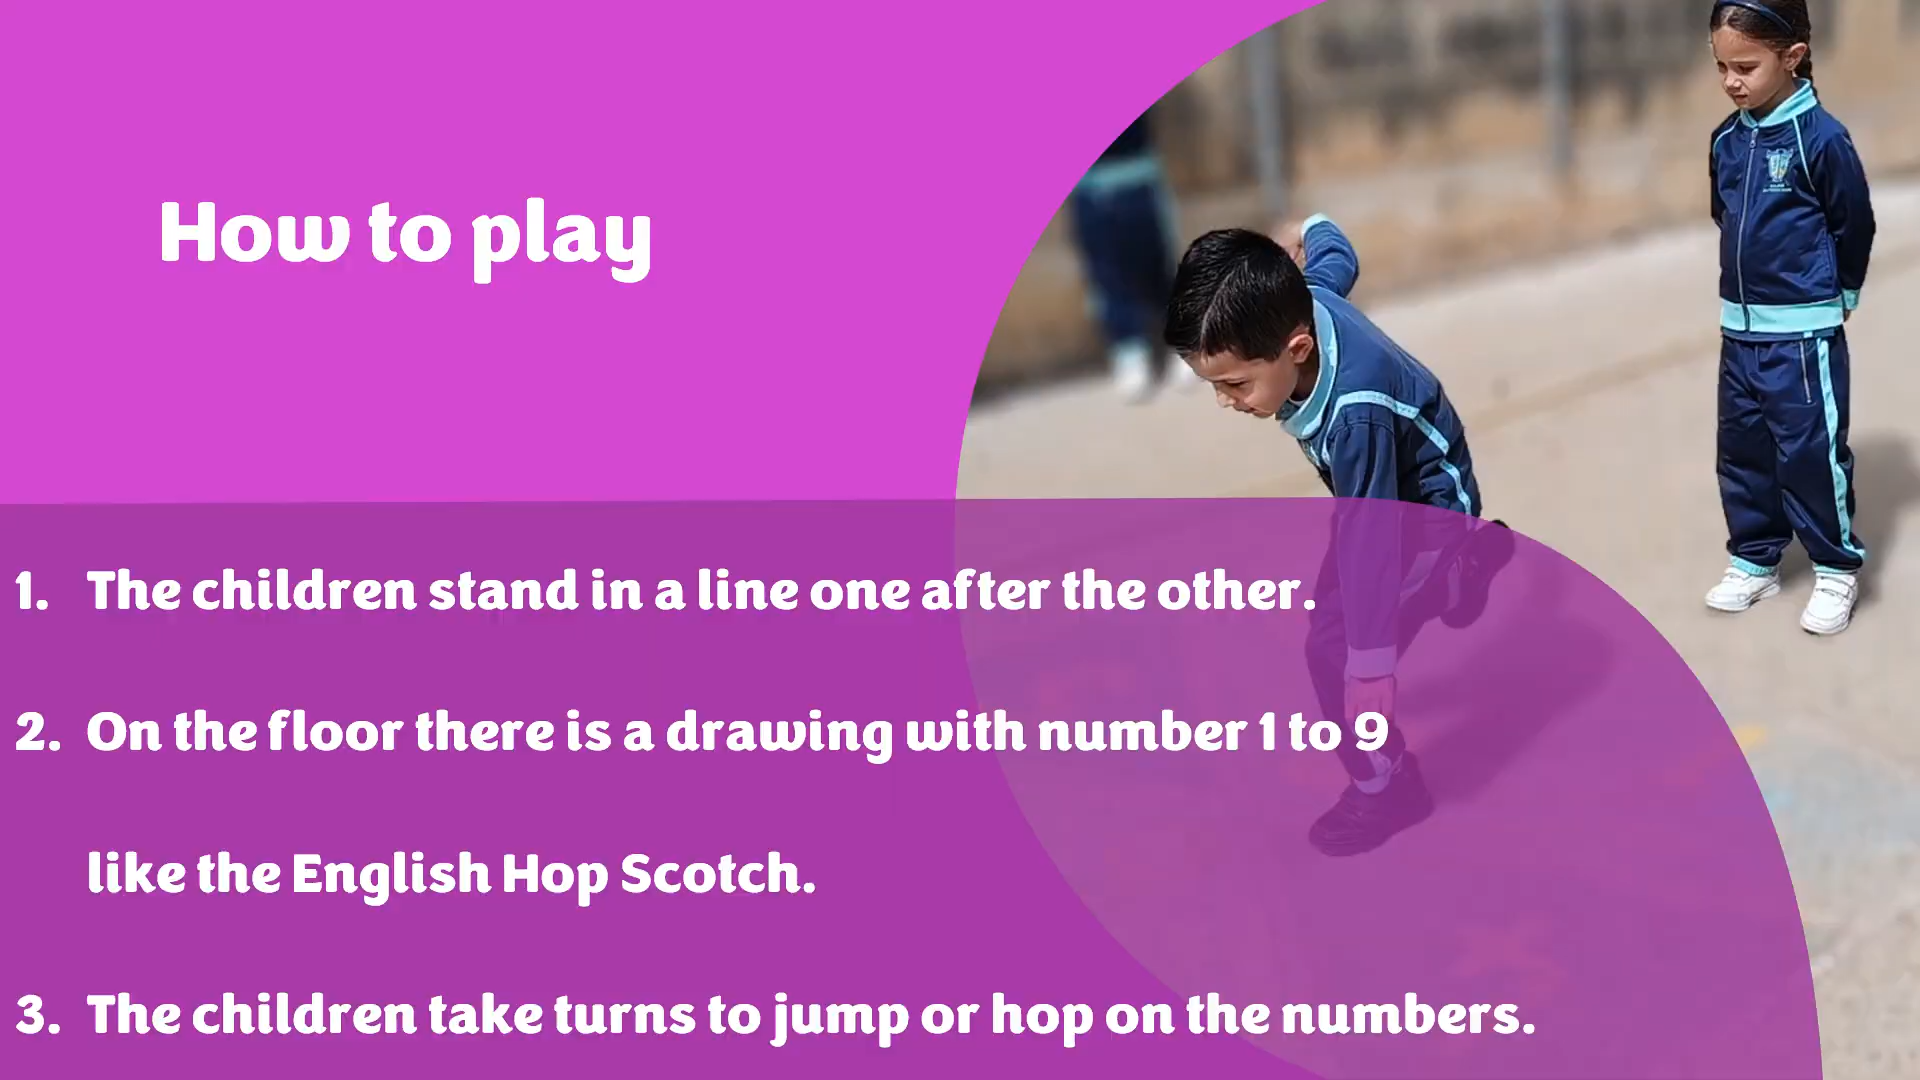 How to play
1. The children stand in a line one after the other.
2. On the floor there is a drawing with number 1 to 9
like the English Hop Scotch.
3. The children take turns to jump or hop on the numbers.